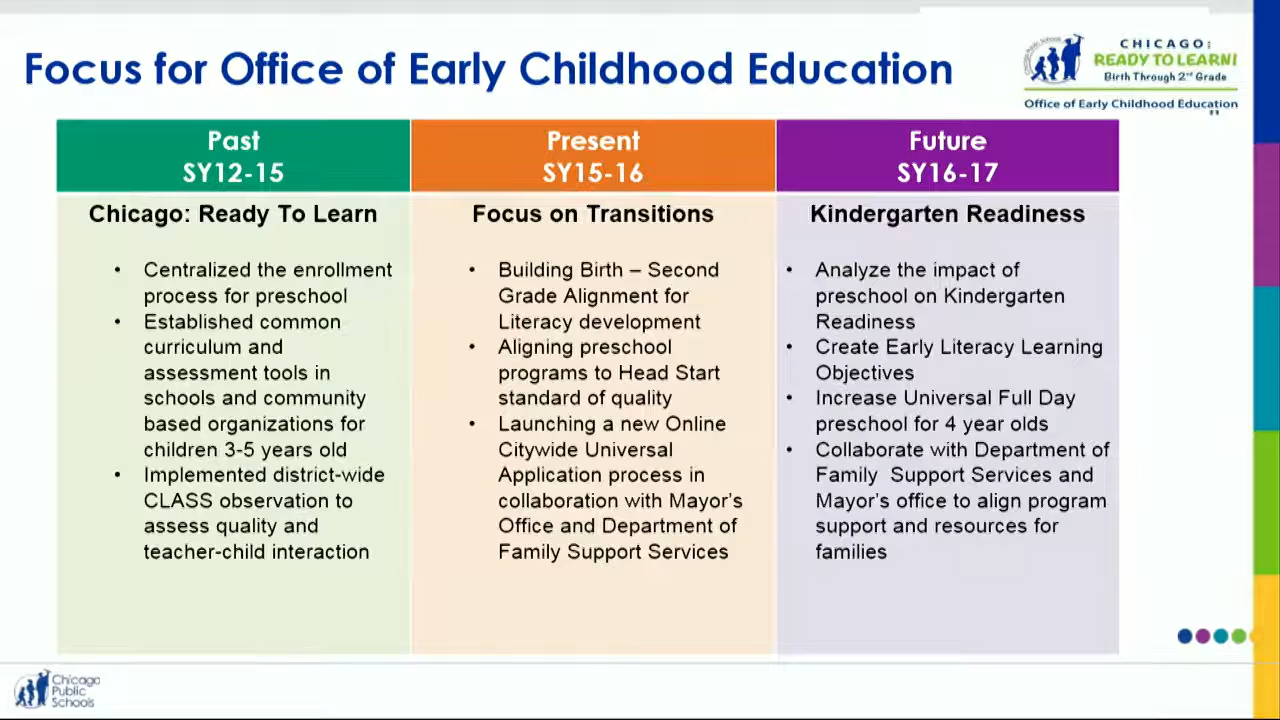 Focus for Office of Early Childhood Education
CHICAGO:
READY TO LEARN!
Birth Through 2nd Grade
Office of Early Childhood Education
Past
SY12-15
Chicago: Ready To Learn
• Centralized the enrollment
process for preschool
• Established common
curriculum and
assessment tools in
schools and community
based organizations for
children 3-5 years old
• Implemented district-wide
CLASS observation to
assess quality and
teacher-child interaction
Present
SY15-16
Focus on Transitions
• Building Birth – Second
Grade Alignment for
Literacy development
• Aligning preschool
programs to Head Start
standard of quality
• Launching a new Online
Citywide Universal
Application process in
collaboration with Mayor's
Office and Department of
Family Support Services
Future
SY16-17
Kindergarten Readiness
• Analyze the impact of
preschool on Kindergarten
Readiness
• Create Early Literacy Learning
Objectives
• Increase Universal Full Day
preschool for 4 year olds
• Collaborate with Department of
Family Support Services and
Mayor's office to align program
support and resources for
families
Chicago
Public
Schools